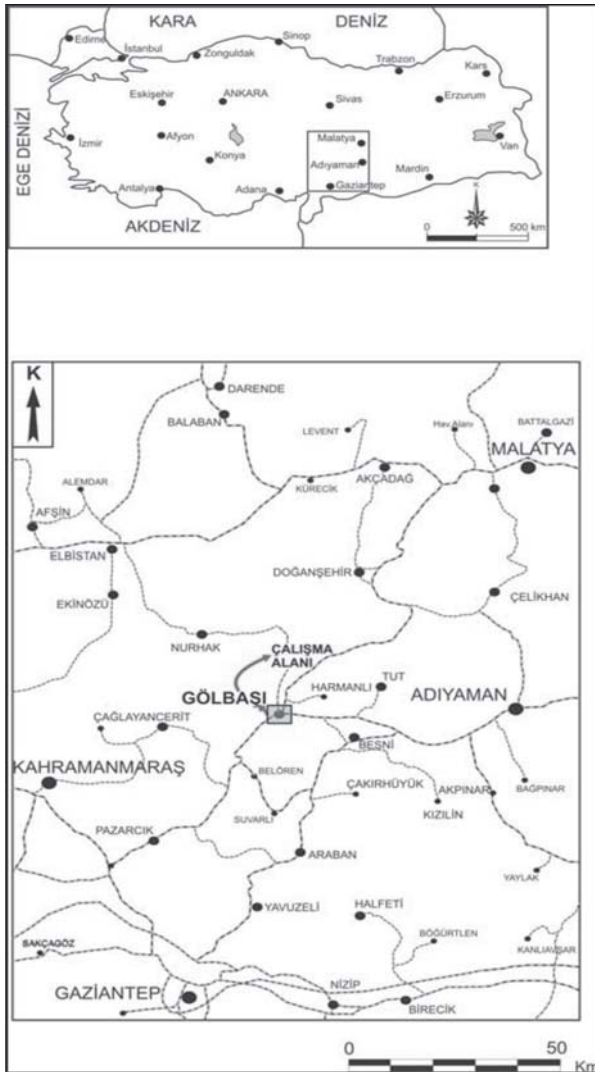 KARA
DENİZ
Edirne
İstanbul
Zonguldak
Sinop
Trabzon
Kars
Eskişehir
ANKARA
Sivas
Erzurum
EGE DENİZİ
İzmir
Afyon
Konya
Malatya
Adıyaman
Van
Mardin
Antalya
Adana
Gaziantep
AKDENİZ
K
0
500 km
K
DARENDE
BALABAN
LEVENT
Hav.Alanı
BATTALGAZİ
MALATYA
ALEMDAR
KÜRECİK
AKÇADAĞ
AFŞİN
ELBİSTAN
DOĞANŞEHİR
EKİNÖZÜ
ÇELİKHAN
NURHAK
ÇALIŞMA
ALANI
TUT
HARMANLI
GÖLBAŞI
ADIYAMAN
ÇAĞLAYANCERİT
BESNİ
KAHRAMANMARAŞ
BELÖREN
ÇAKIRHÜYÜK
AKPINAR
BAĞPINAR
KIZILİN
SUVARLI
PAZARCIK
ARABAN
YAYLAK
YAVUZELİ
HALFETİ
BÖĞÜRTLEN
SAKÇAGÖZ
KANLIAVŞAR
GAZİANTEP
NİZİP
BİRECİK
0
50
Km